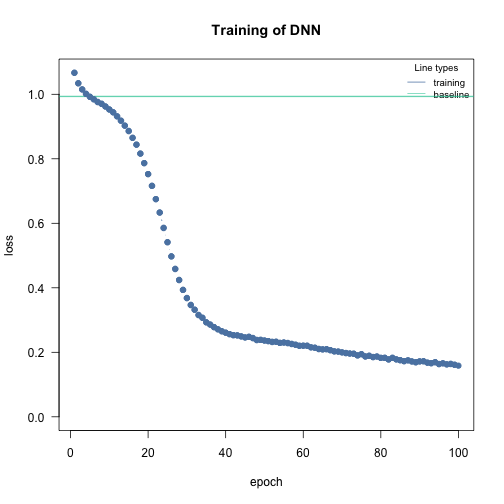 Training of DNN
Line types
training
baseline
1.0
0.8
0.6
0.4
0.2
0.0
loss
0 20 40 60 80 100
epoch